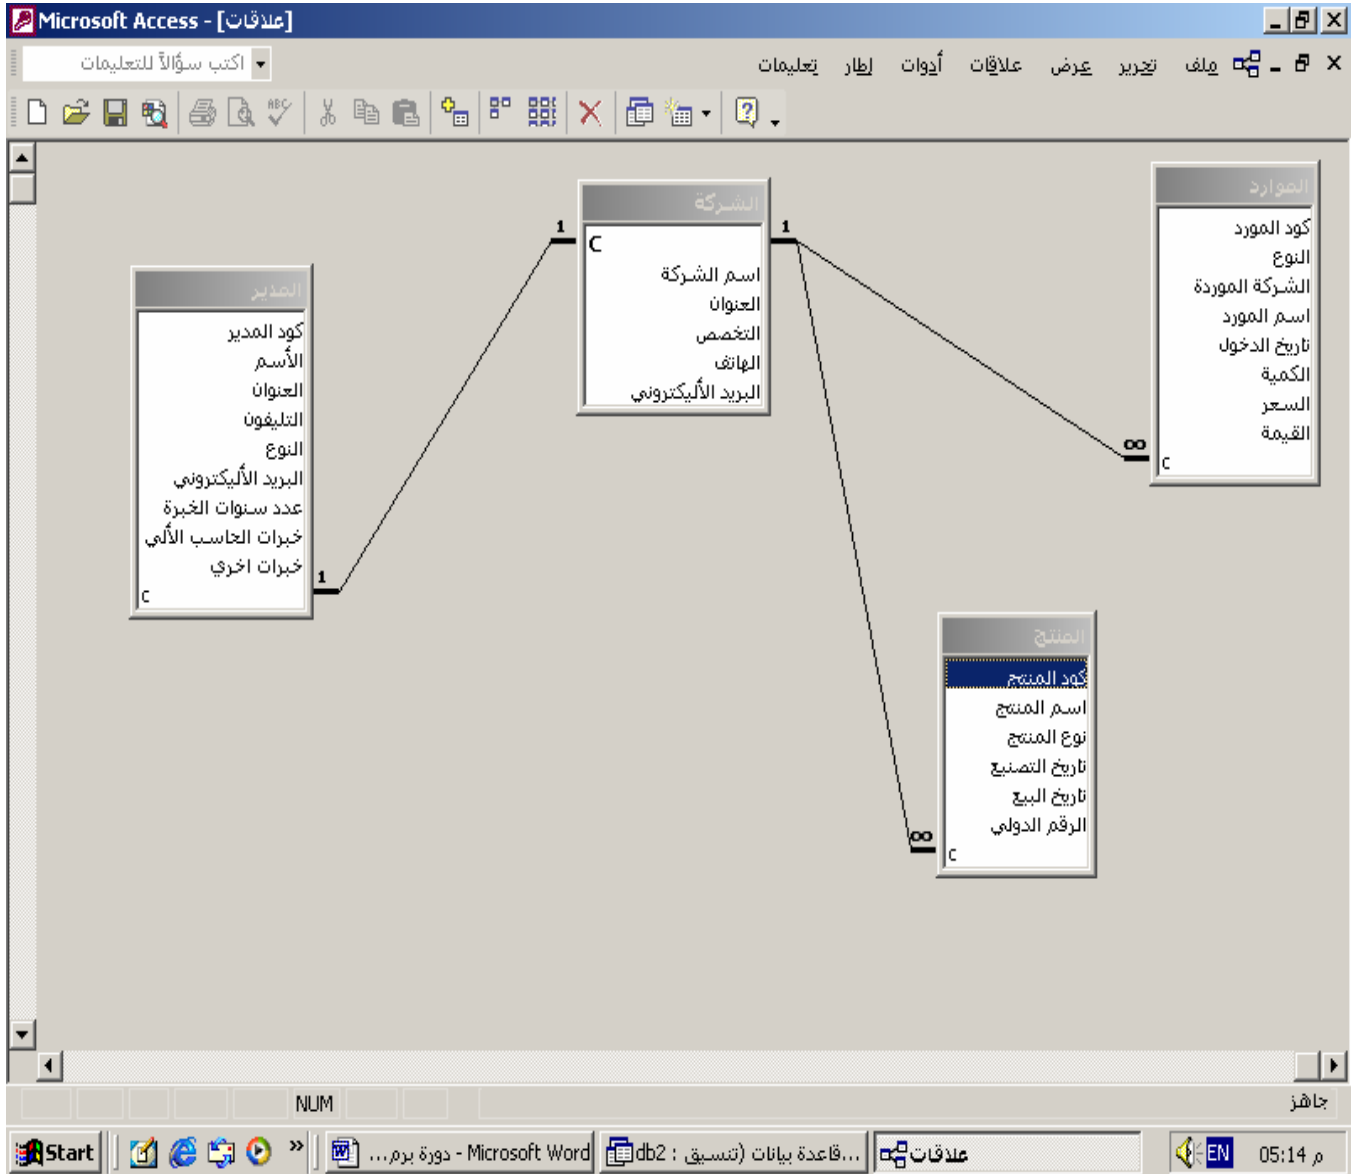 Microsoft Access - [علاقات]
ملف تحرير عرض علاقات أدوات إطار تعليمات
اكتب سؤالاً للتعليمات
الموارد
كود المورد
النوع
الشركة الموردة
اسم المورد
تاريخ الدخول
الكمية
السعر
القيمة
C
∞
الشركة
1
1
C
اسم الشركة
العنوان
التخصص
الهاتف
البريد الأليكتروني
المدير
كود المدير
الأسم
العنوان
التليفون
النوع
البريد الأليكتروني
عدد سنوات الخبرة
خبرات الحاسب الألي
خبرات اخري
C
1
المنتج
كود المنتج
اسم المنتج
نوع المنتج
تاريخ التصنيع
تاريخ البيع
الرقم الدولي
C
∞
جاهز
NUM
Start
دورة برم... - Microsoft Word
db2 : قاعدة بيانات (تنسيق...
علاقات
EN
05:14 م